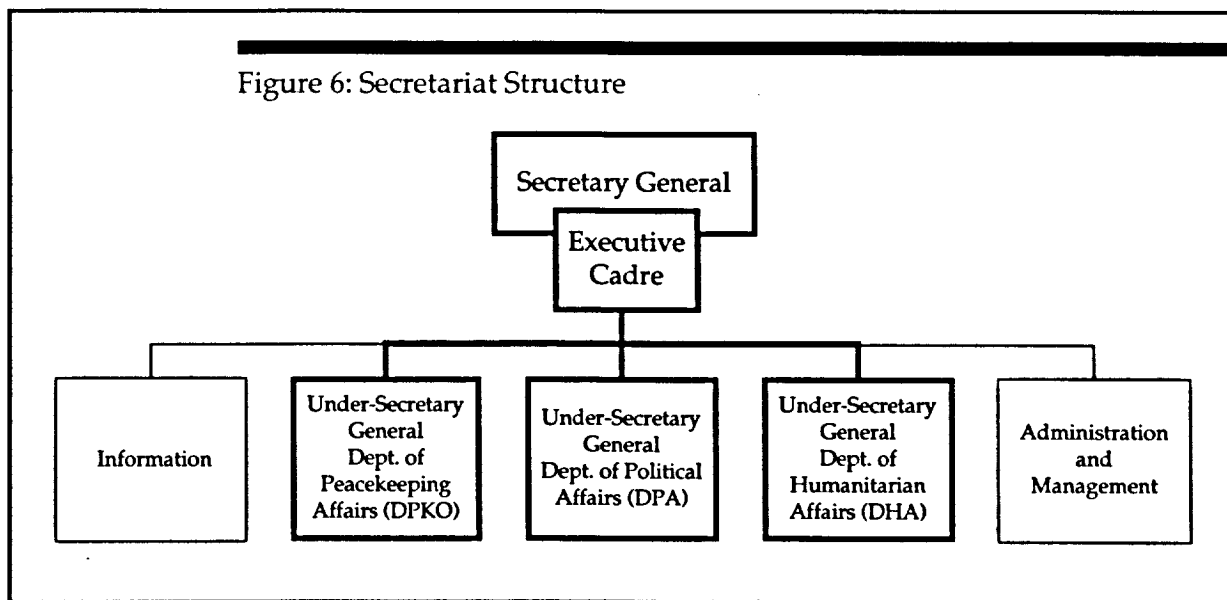 Figure 6: Secretariat Structure
Secretary General
Executive
Cadre
Information
Under-Secretary
General
Dept. of
Peacekeeping
Affairs (DPKO)
Under-Secretary
General
Dept. of Political
Affairs (DPA)
Under-Secretary
General
Dept. of
Humanitarian
Affairs (DHA)
Administration
and
Management